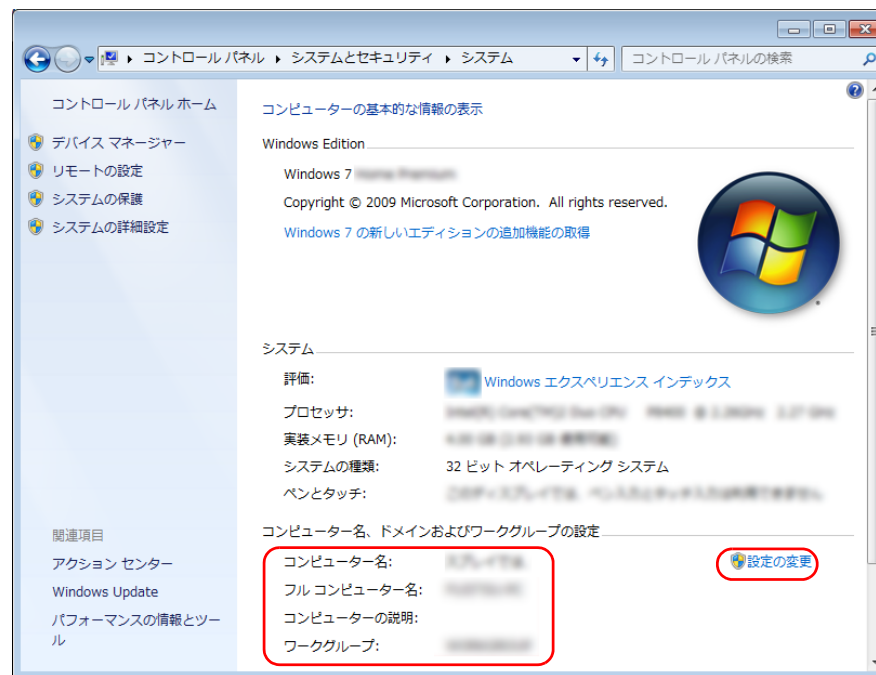 コントロール パネル ▸ システムとセキュリティ ▸ システム
コントロール パネルの検索
コントロール パネル ホーム
デバイス マネージャー
リモートの設定
システムの保護
システムの詳細設定
関連項目
アクション センター
Windows Update
パフォーマンスの情報とツー
ル
コンピューターの基本的な情報の表示
Windows Edition
Windows 7
Copyright © 2009 Microsoft Corporation. All rights reserved.
Windows 7 の新しいエディションの追加機能の取得
システム
評価:
Windows エクスペリエンス インデックス
プロセッサ:
実装メモリ (RAM):
システムの種類: 32 ビット オペレーティング システム
ペンとタッチ:
コンピューター名、ドメインおよびワークグループの設定
コンピューター名:
設定の変更
フル コンピューター名:
コンピューターの説明:
ワークグループ: